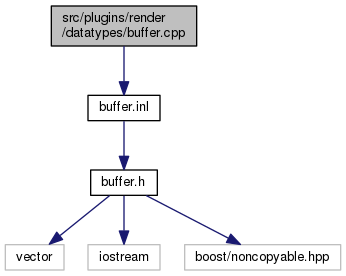 src/plugins/render
/datatypes/buffer.cpp
buffer.inl
buffer.h
vector
iostream
boost/noncopyable.hpp